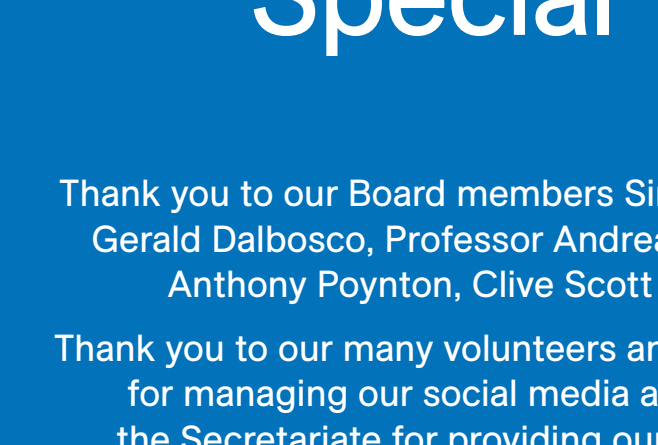 Special
Thank you to our Board members
Gerald Dalbosco, Professor
Anthony Poynton, Clive Scott
Thank you to our many volunteers
for managing our social media
the Secretariate for providing